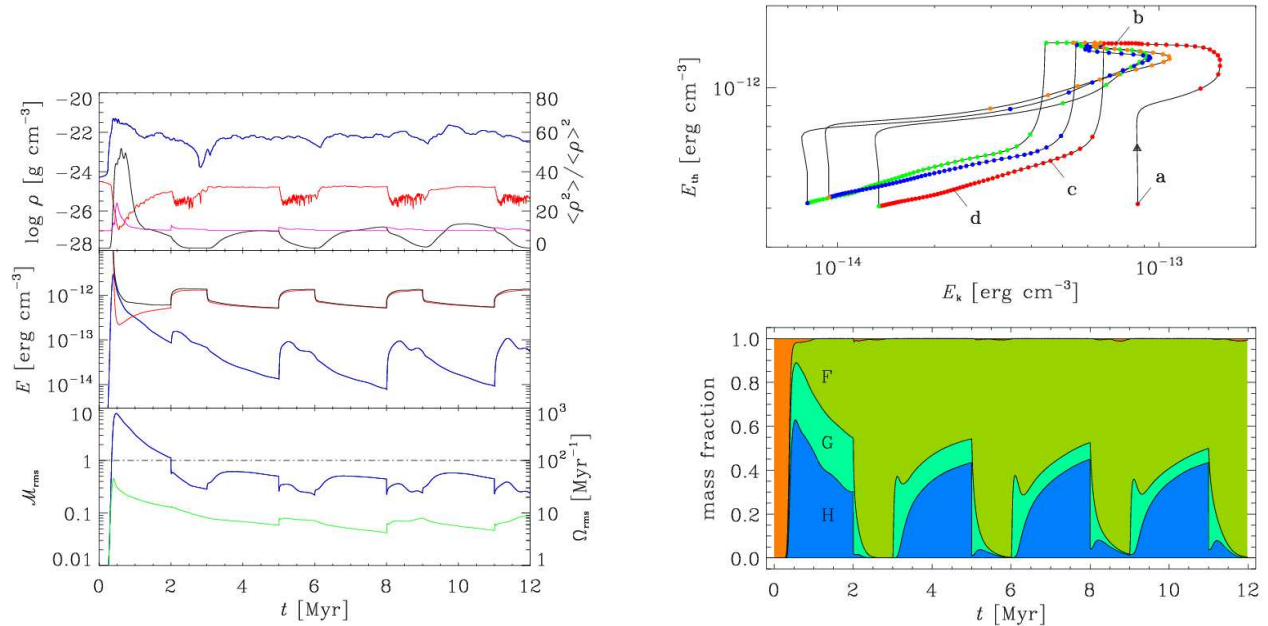 -20
-22
-24
-26
-28
log ρ [g cm⁻³]
80
60
40
20
0
<ρ²>/<ρ>²
10⁻¹²
10⁻¹³
10⁻¹⁴
E [erg cm⁻³]
10
1
0.1
0.01
ℳrms
10³
10²
10
1
Ωrms [Myr⁻¹]
0 2 4 6 8 10 12
t [Myr]
10⁻¹²
Eth [erg cm⁻³]
b
a
c
d
10⁻¹⁴ 10⁻¹³
Ek [erg cm⁻³]
1.0
0.8
0.6
0.4
0.2
0.0
mass fraction
F
G
H
0 2 4 6 8 10 12
t [Myr]